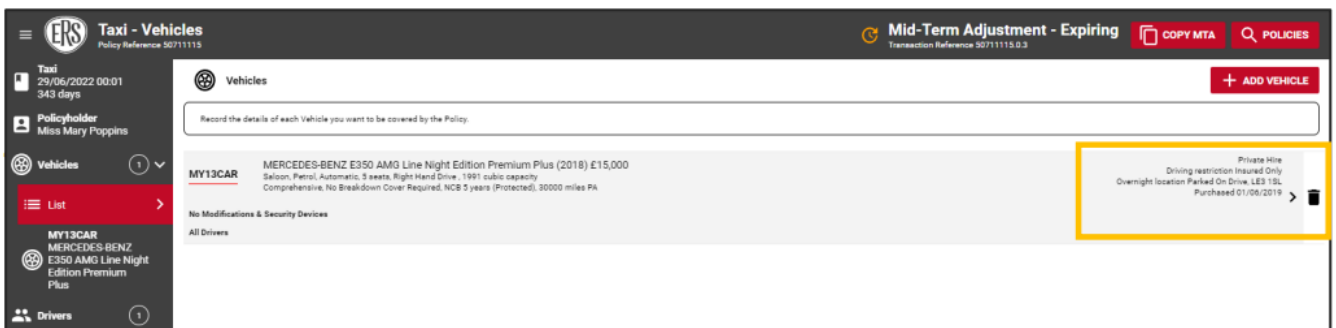 ERS
Taxi - Vehicles
Policy Reference 50711115
Mid-Term Adjustment - Expiring
Transaction Reference 50711115.0.3
COPY MTA
POLICIES
Taxi
29/06/2022 00:01
343 days
Policyholder
Miss Mary Poppins
Vehicles
1
List
MY13CAR
MERCEDES-BENZ
E350 AMG Line Night
Edition Premium
Plus
Drivers
1
Vehicles
ADD VEHICLE
Record the details of each Vehicle you want to be covered by the Policy.
MY13CAR
MERCEDES-BENZ E350 AMG Line Night Edition Premium Plus (2018) £15,000
Saloon, Petrol, Automatic, 5 seats, Right Hand Drive , 1991 cubic capacity
Comprehensive, No Breakdown Cover Required, NCB 5 years (Protected), 30000 miles PA
No Modifications & Security Devices
All Drivers
Private Hire
Driving restriction Insured Only
Overnight location Parked On Drive, LE3 1SL
Purchased 01/06/2019